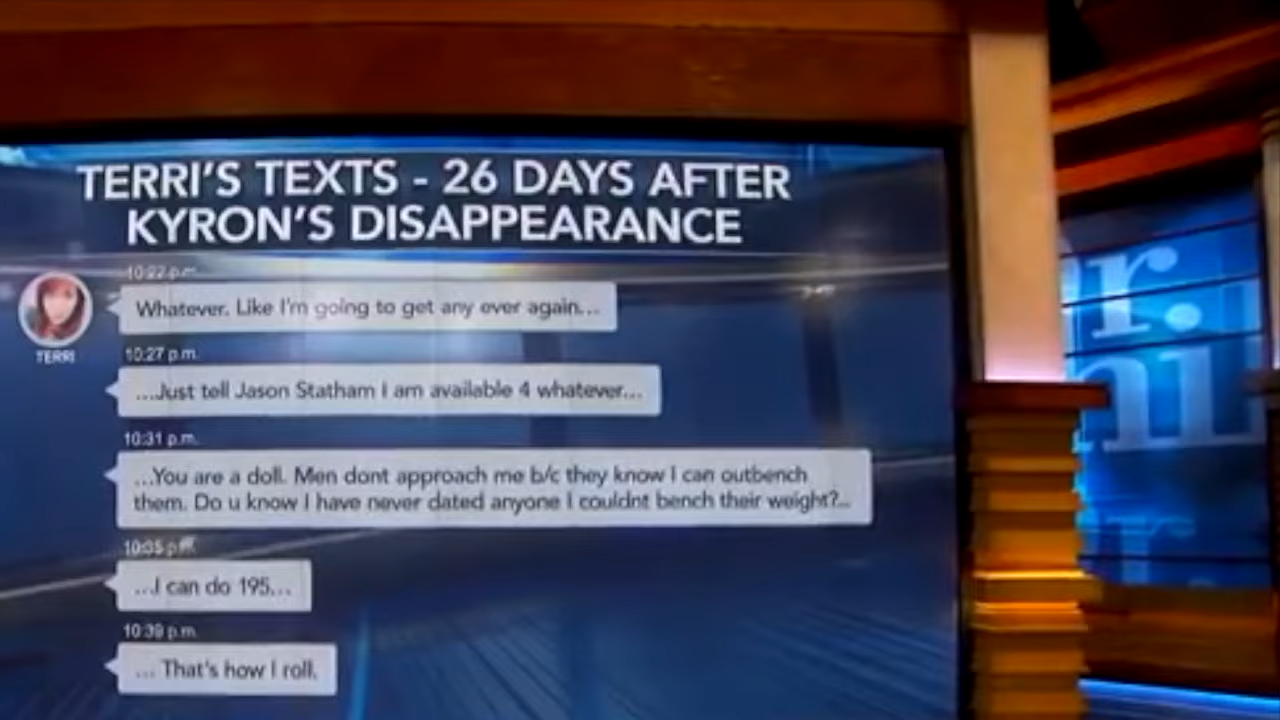 TERRI'S TEXTS - 26 DAYS AFTER
KYRON'S DISAPPEARANCE
10:22 p.m.
Whatever. Like I'm going to get any ever again...
TERRI
10:27 p.m.
...Just tell Jason Statham I am available 4 whatever...
10:31 p.m.
...You are a doll. Men dont approach me b/c they know I can outbench
them. Do u know I have never dated anyone I couldnt bench their weight?...
10:35 p.m.
...I can do 195...
10:39 p.m.
... That's how I roll.
r.